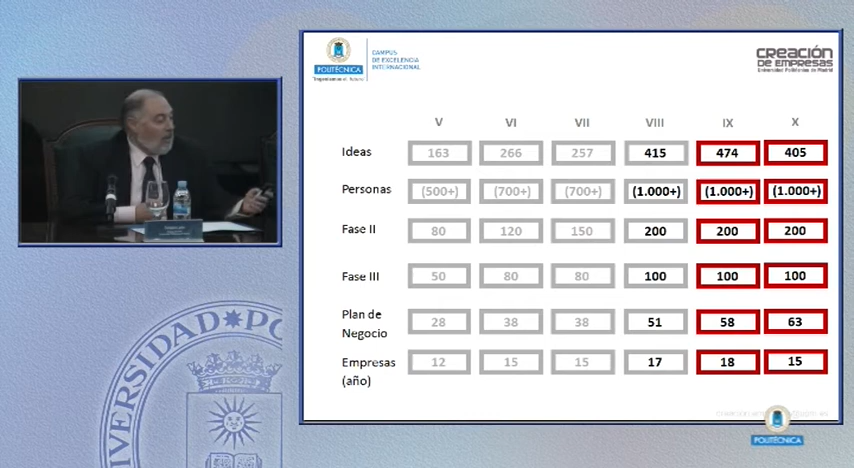 POLITÉCNICA
"Ingeniamos el futuro"
CAMPUS
DE EXCELENCIA
INTERNACIONAL
CREACIÓN
DE EMPRESAS
Universidad Politécnica de Madrid
V VI VII VIII IX X
Ideas 163 266 257 415 474 405
Personas (500+) (700+) (700+) (1.000+) (1.000+) (1.000+)
Fase II 80 120 150 200 200 200
Fase III 50 80 80 100 100 100
Plan de
Negocio 28 38 38 51 58 63
Empresas 12 15 15 17 18 15
(año)
POLITÉCNICA